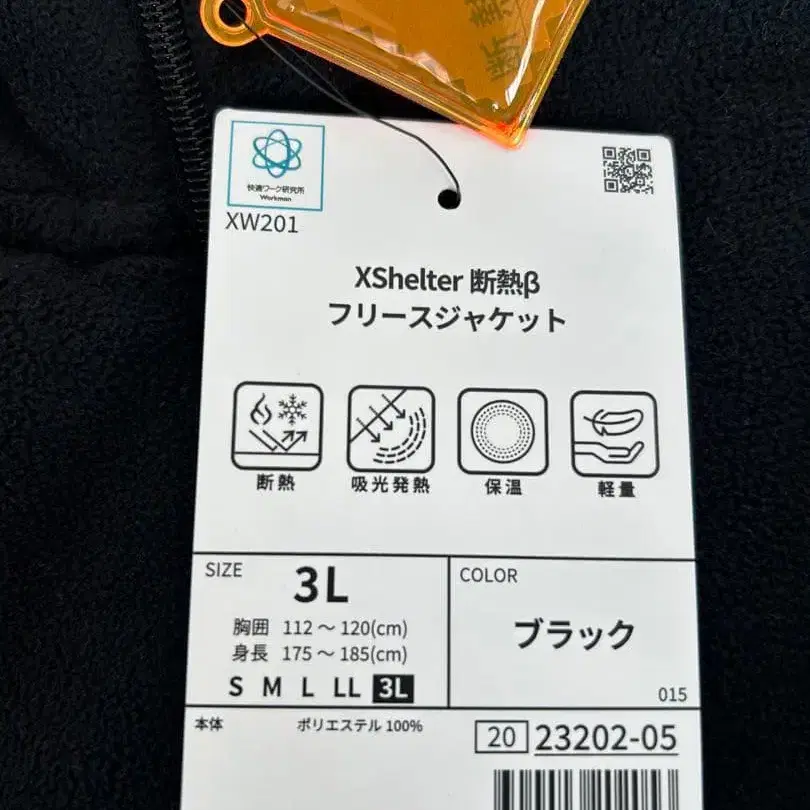 断熱
快適ワーク研究所
Workman
XW201
XShelter 断熱β
フリースジャケット
断熱
吸光発熱
保温
軽量
SIZE
3L
胸囲 112～120(cm)
身長 175～185(cm)
S M L LL 3L
COLOR
ブラック
015
本体 ポリエステル 100%
20 23202-05